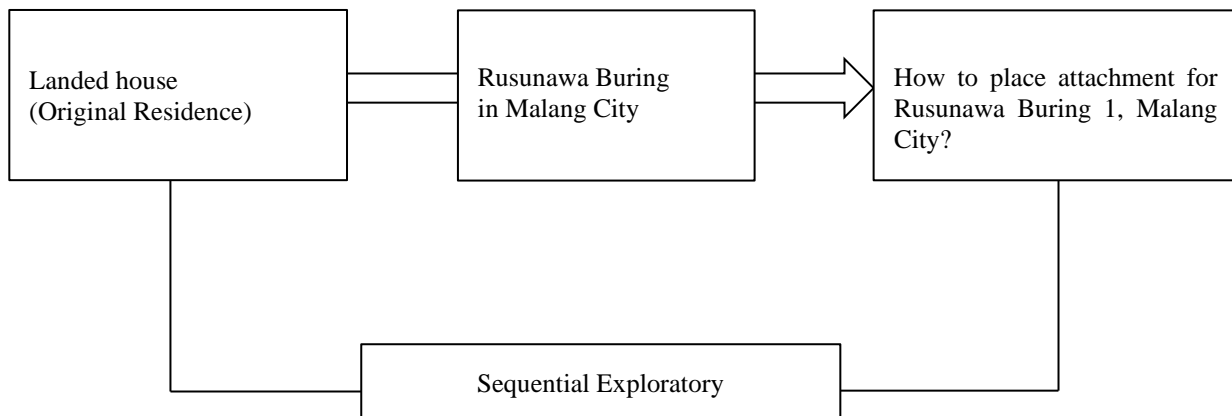 Landed house
(Original Residence)
Rusunawa Buring
in Malang City
How to place attachment for
Rusunawa Buring 1, Malang
City?
Sequential Exploratory